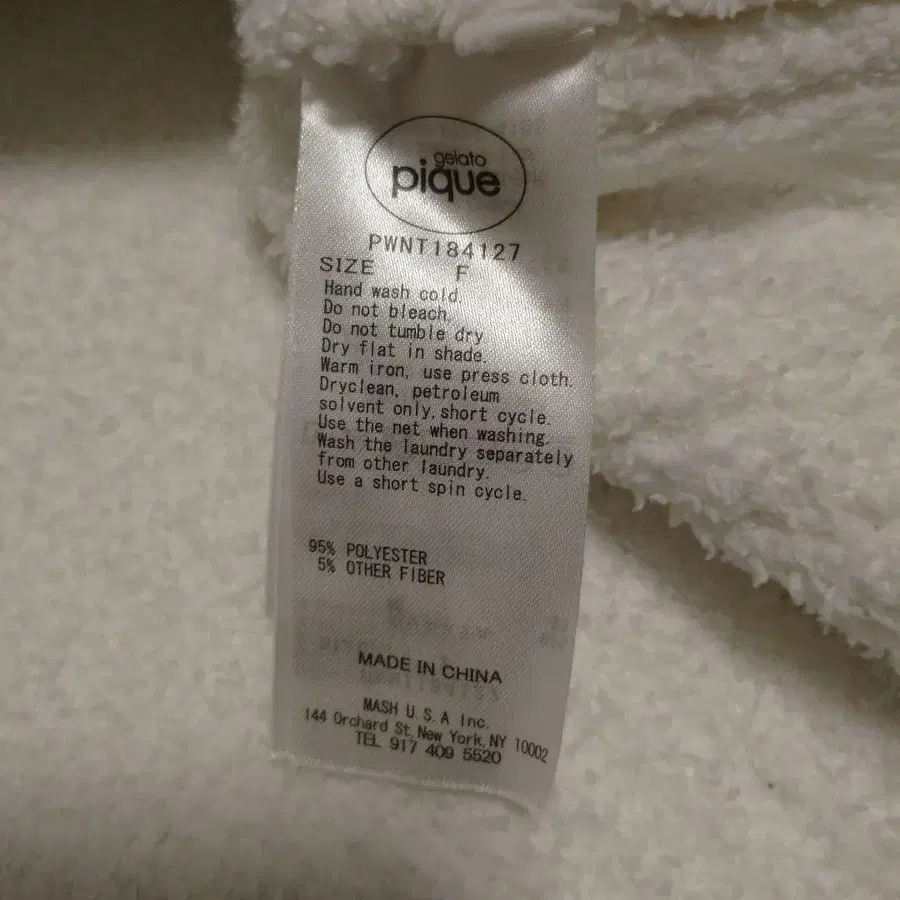 gelato
pique
PWNT184127
SIZE F
Hand wash cold.
Do not bleach.
Do not tumble dry
Dry flat in shade.
Warm iron, use press cloth.
Dryclean, petroleum
solvent only, short cycle.
Use the net when washing.
Wash the laundry separately
from other laundry.
Use a short spin cycle.
95% POLYESTER
5% OTHER FIBER
MADE IN CHINA
MASH U.S.A Inc.
144 Orchard St, New York, NY 10002
TEL 917 409 5520